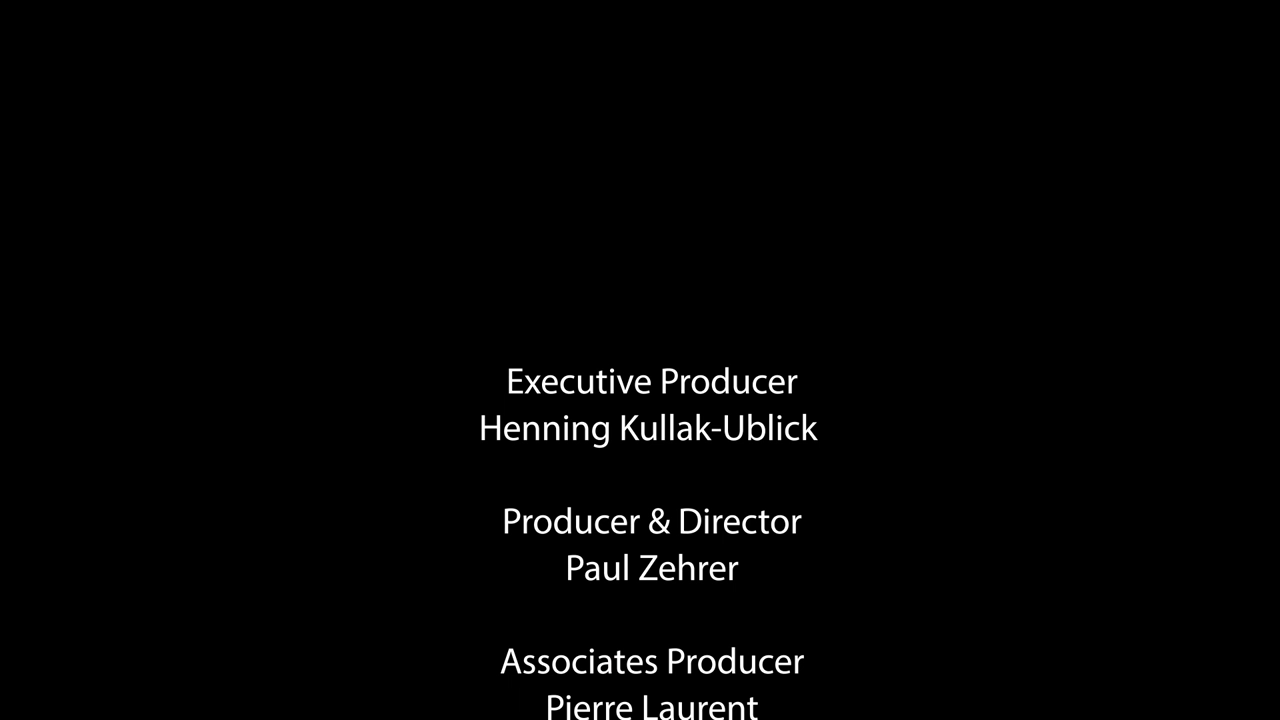 Executive Producer
Henning Kullak-Ublick
Producer & Director
Paul Zehrer
Associates Producer
Pierre Laurent